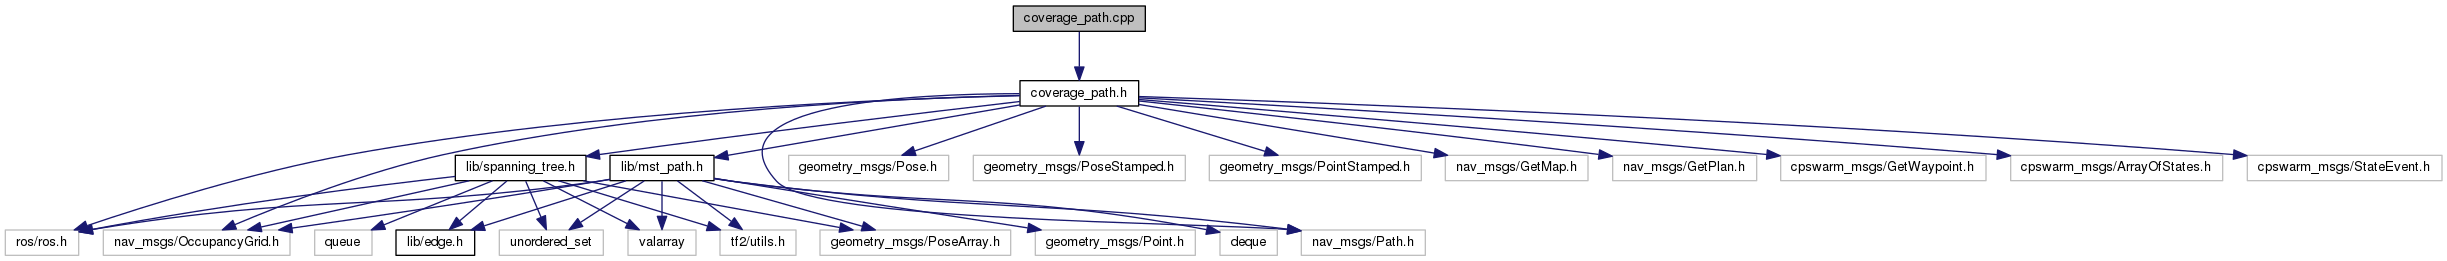 coverage_path.cpp
coverage_path.h
lib/spanning_tree.h
lib/mst_path.h
geometry_msgs/Pose.h
geometry_msgs/PoseStamped.h
geometry_msgs/PointStamped.h
nav_msgs/GetMap.h
nav_msgs/GetPlan.h
cpswarm_msgs/GetWaypoint.h
cpswarm_msgs/ArrayOfStates.h
cpswarm_msgs/StateEvent.h
ros/ros.h
nav_msgs/OccupancyGrid.h
queue
lib/edge.h
unordered_set
valarray
tf2/utils.h
geometry_msgs/PoseArray.h
geometry_msgs/Point.h
deque
nav_msgs/Path.h